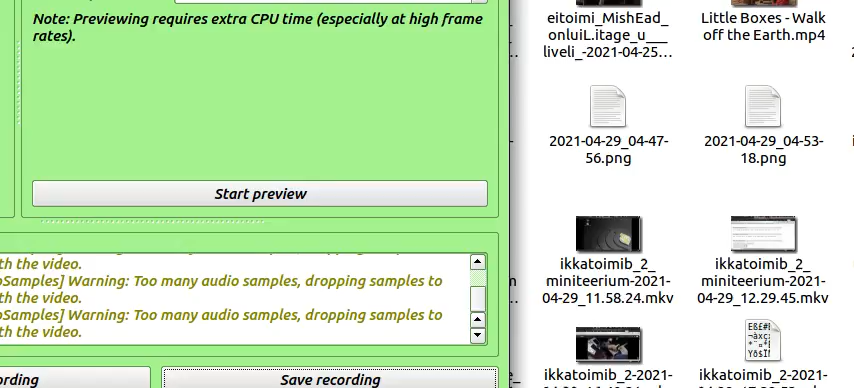 Note: Previewing requires extra CPU time (especially at high frame
rates).
Start preview
th the video.
Samples] Warning: Too many audio samples, dropping samples to
th the video.
Samples] Warning: Too many audio samples, dropping samples to
th the video.
ording
Save recording
eitoimi_MishEad_
onluiL.itage_u___
liveli_-2021-04-25...
Little Boxes - Walk
off the Earth.mp4
2021-04-29_04-47-
56.png
2021-04-29_04-53-
18.png
ikkatoimib_2_
miniteerium-2021-
04-29_11.58.24.mkv
ikkatoimib_2_
miniteerium-2021-
04-29_12.29.45.mkv
ikkatoimib_2-2021-
ikkatoimib_2-2021-